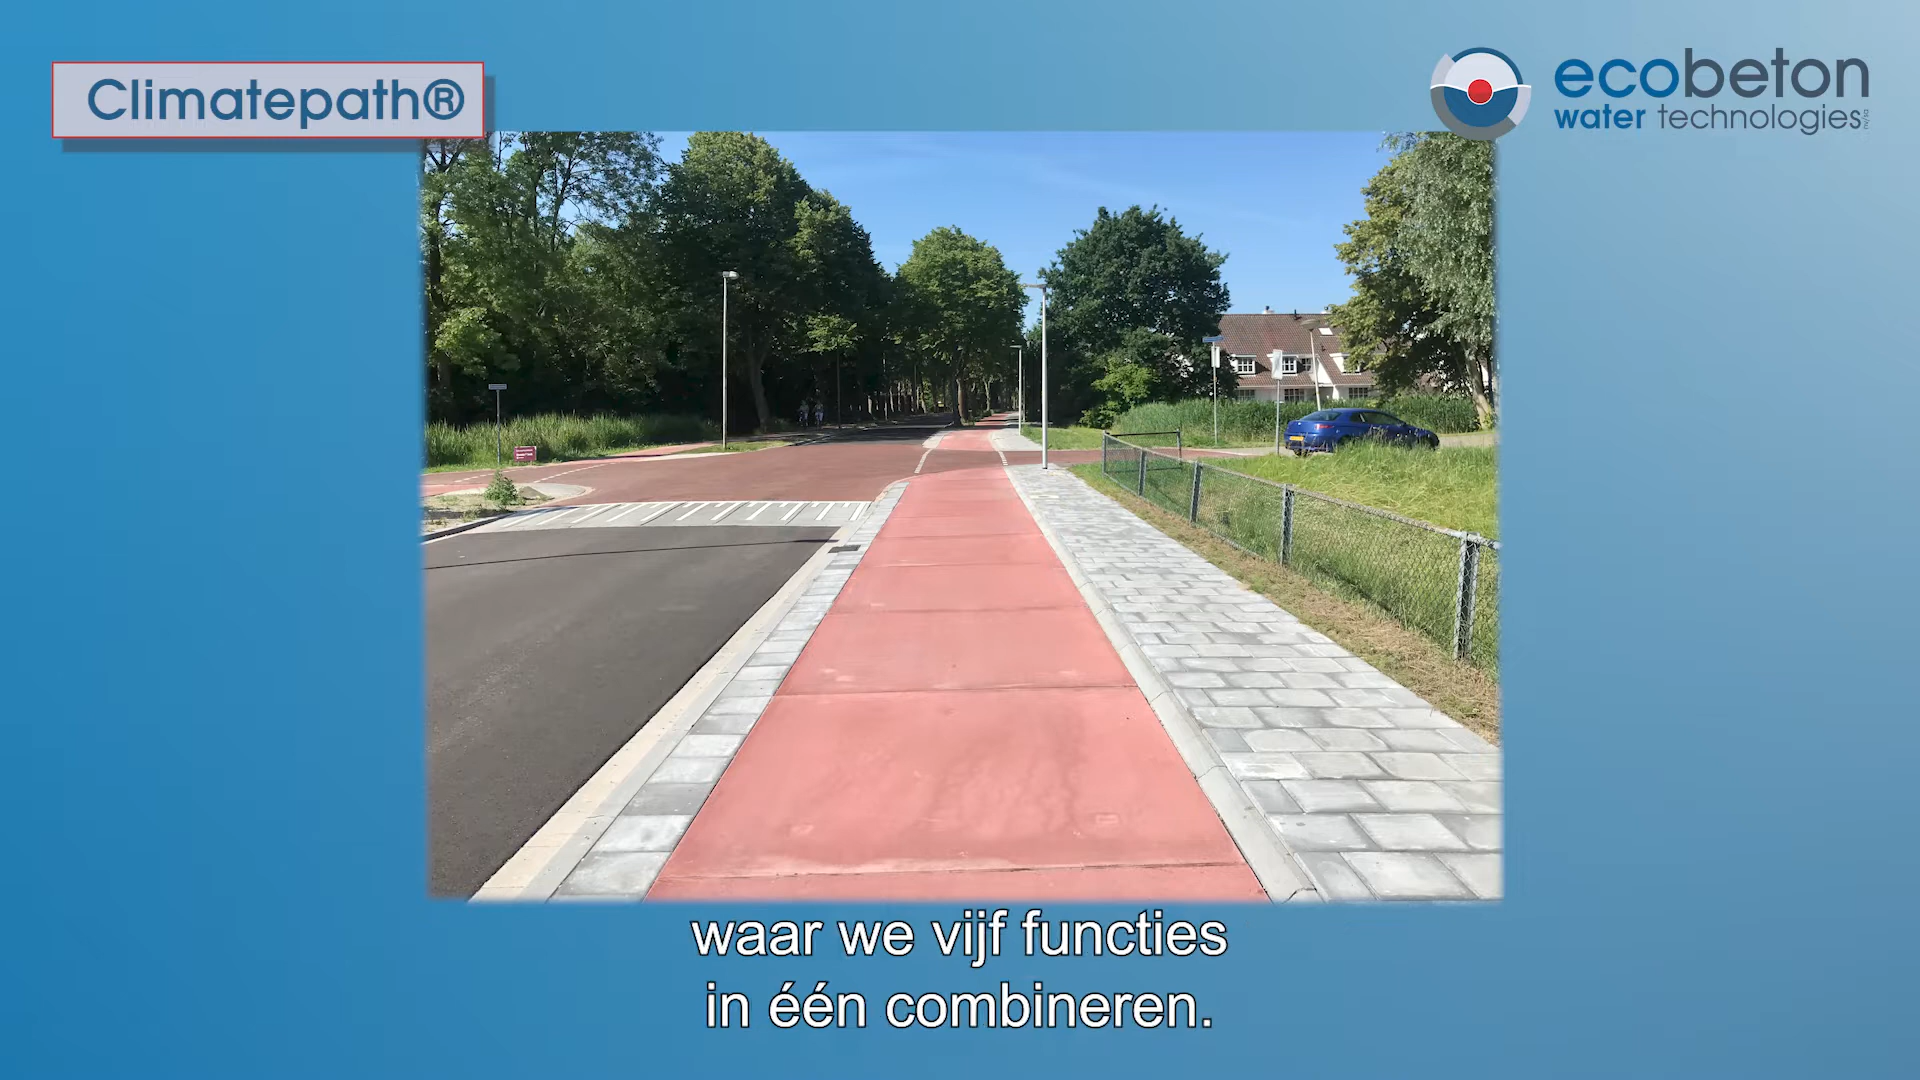 Climatepath®
ecobeton
water technologies
waar we vijf functies
in één combineren.